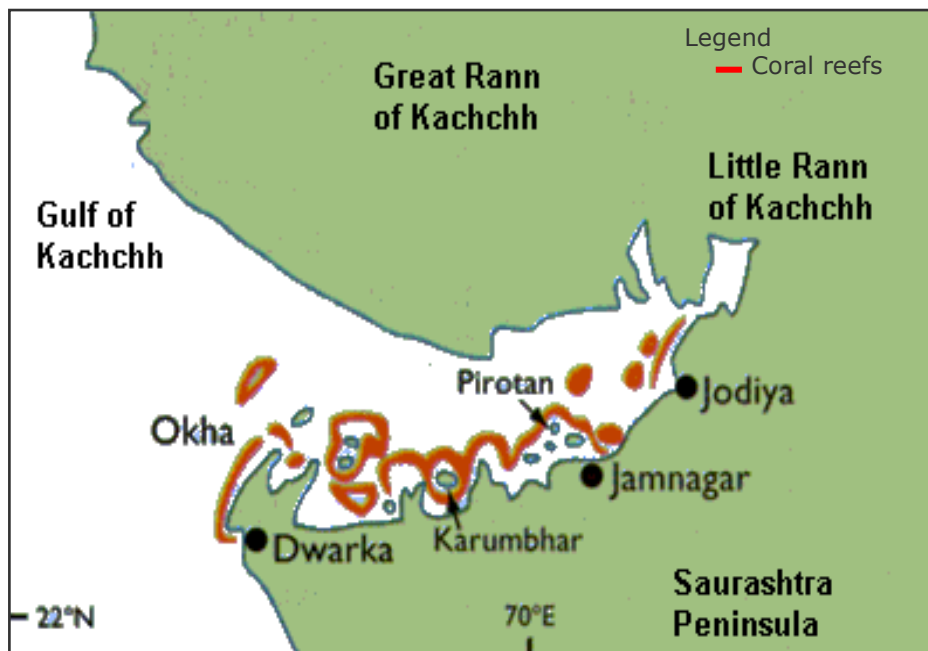 Legend
Coral reefs
Great Rann
of Kachchh
Little Rann
of Kachchh
Gulf of
Kachchh
Pirotan
Jodiya
Okha
Jamnagar
Karumbhar
Dwarka
Saurashtra
Peninsula
22°N
70°E